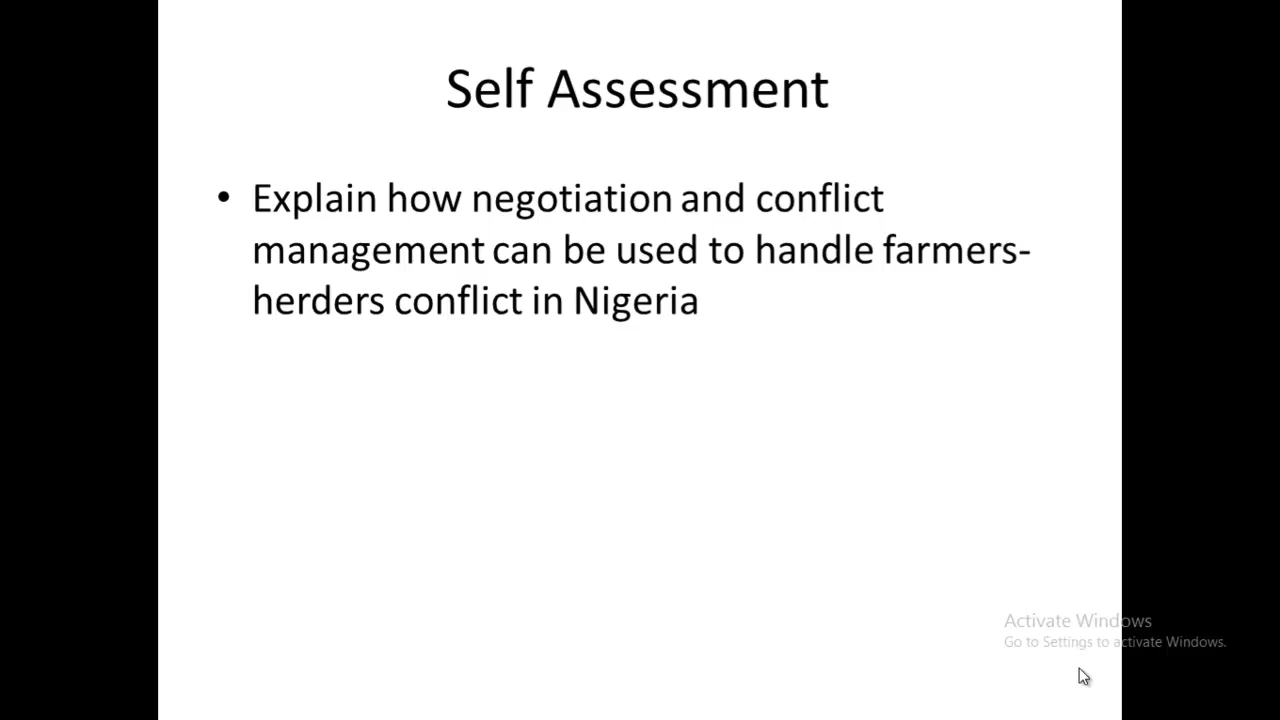 Self Assessment
• Explain how negotiation and conflict
management can be used to handle farmers-
herders conflict in Nigeria
Activate Windows
Go to Settings to activate Windows.